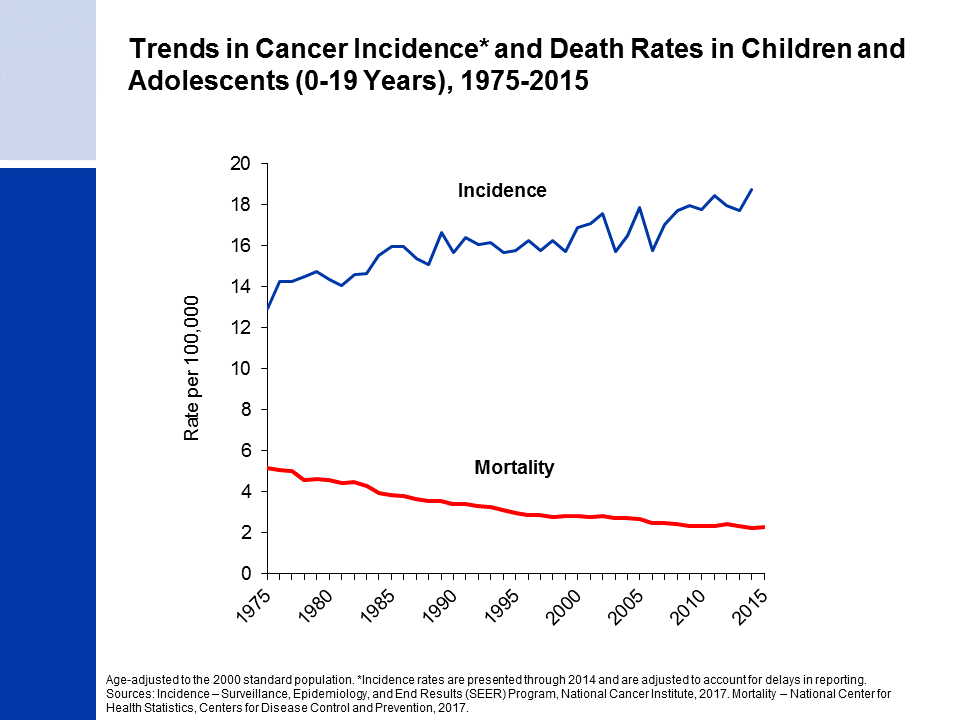 Trends in Cancer Incidence* and Death Rates in Children and
Adolescents (0-19 Years), 1975-2015
20
Incidence
18
16
14
12
10
8
6
4
2
0
Rate per 100,000
Mortality
1975
1980
1985
1990
1995
2000
2005
2010
2015
Age-adjusted to the 2000 standard population. *Incidence rates are presented through 2014 and are adjusted to account for delays in reporting.
Sources: Incidence – Surveillance, Epidemiology, and End Results (SEER) Program, National Cancer Institute, 2017. Mortality – National Center for
Health Statistics, Centers for Disease Control and Prevention, 2017.